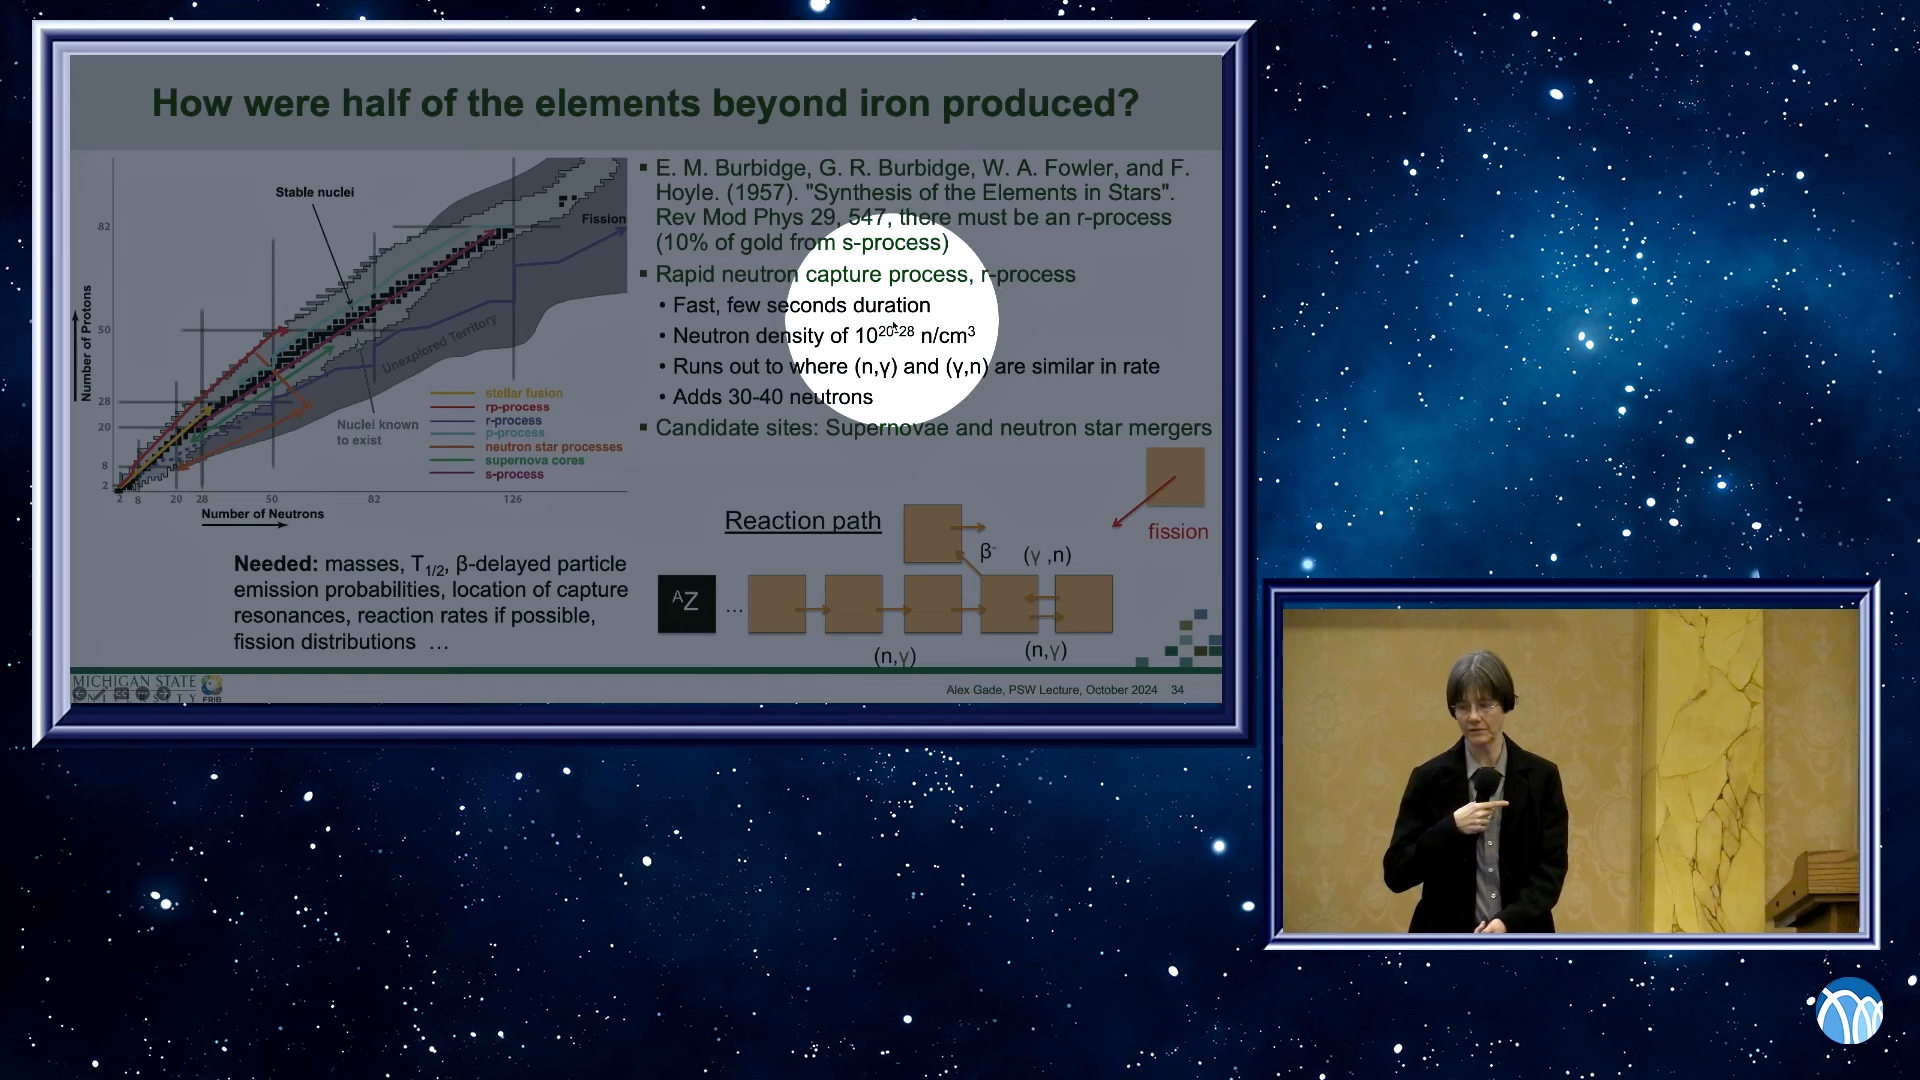 How were half of the elements beyond iron produced?
Stable nuclei
Fission
82
50
28
20
8
2
Number of Protons
Unexplored Territory
Nuclei known
to exist
stellar fusion
rp-process
r-process
p-process
neutron star processes
supernova cores
s-process
2 8 20 28 50 82 126
Number of Neutrons
▪ E. M. Burbidge, G. R. Burbidge, W. A. Fowler, and F.
Hoyle. (1957). "Synthesis of the Elements in Stars".
Rev Mod Phys 29, 547, there must be an r-process
(10% of gold from s-process)
▪ Rapid neutron capture process, r-process
• Fast, few seconds duration
• Neutron density of 10²⁰⁻²⁸ n/cm³
• Runs out to where (n,γ) and (γ,n) are similar in rate
• Adds 30-40 neutrons
▪ Candidate sites: Supernovae and neutron star mergers
Needed: masses, T₁/₂, β-delayed particle
emission probabilities, location of capture
resonances, reaction rates if possible,
fission distributions …
Reaction path
fission
β⁻ (γ ,n)
ᴬZ …
(n,γ) (n,γ)
MICHIGAN STATE
UNIVERSITY
FRIB
Alex Gade, PSW Lecture, October 2024 34